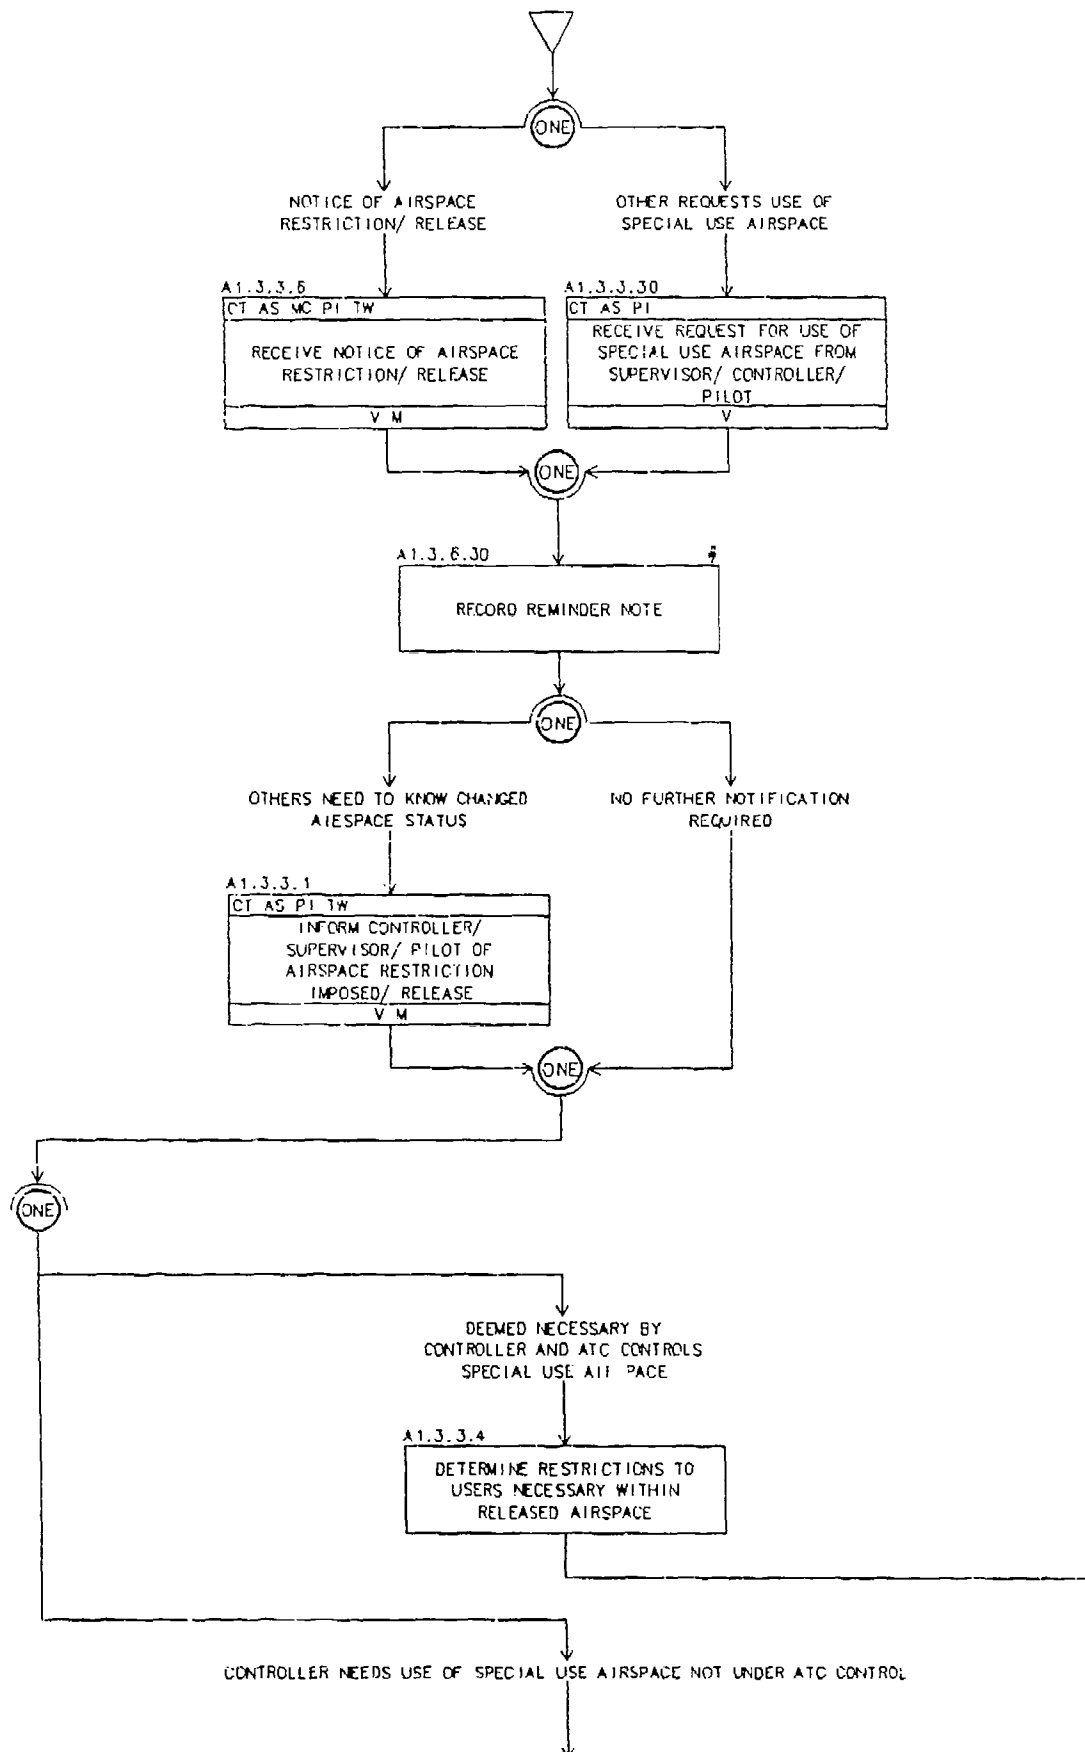 ONE
NOTICE OF AIRSPACE
RESTRICTION/ RELEASE
OTHER REQUESTS USE OF
SPECIAL USE AIRSPACE
A1.3.3.6
CT AS MC PI TW
RECEIVE NOTICE OF AIRSPACE
RESTRICTION/ RELEASE
V M
A1.3.3.30
CT AS PI
RECEIVE REQUEST FOR USE OF
SPECIAL USE AIRSPACE FROM
SUPERVISOR/ CONTROLLER/
PILOT
V
ONE
A1.3.6.30
RECORD REMINDER NOTE
ONE
OTHERS NEED TO KNOW CHANGED
AIESPACE STATUS
NO FURTHER NOTIFICATION
REQUIRED
A1.3.3.1
CT AS PI TW
INFORM CONTROLLER/
SUPERVISOR/ PILOT OF
AIRSPACE RESTRICTION
IMPOSED/ RELEASE
V M
ONE
ONE
DEEMED NECESSARY BY
CONTROLLER AND ATC CONTROLS
SPECIAL USE
A1.3.3.4
DETERMINE RESTRICTIONS TO
USERS NECESSARY WITHIN
RELEASED AIRSPACE
CONTROLLER NEEDS USE OF SPECIAL USE AIRSPACE NOT UNDER ATC CONTROL